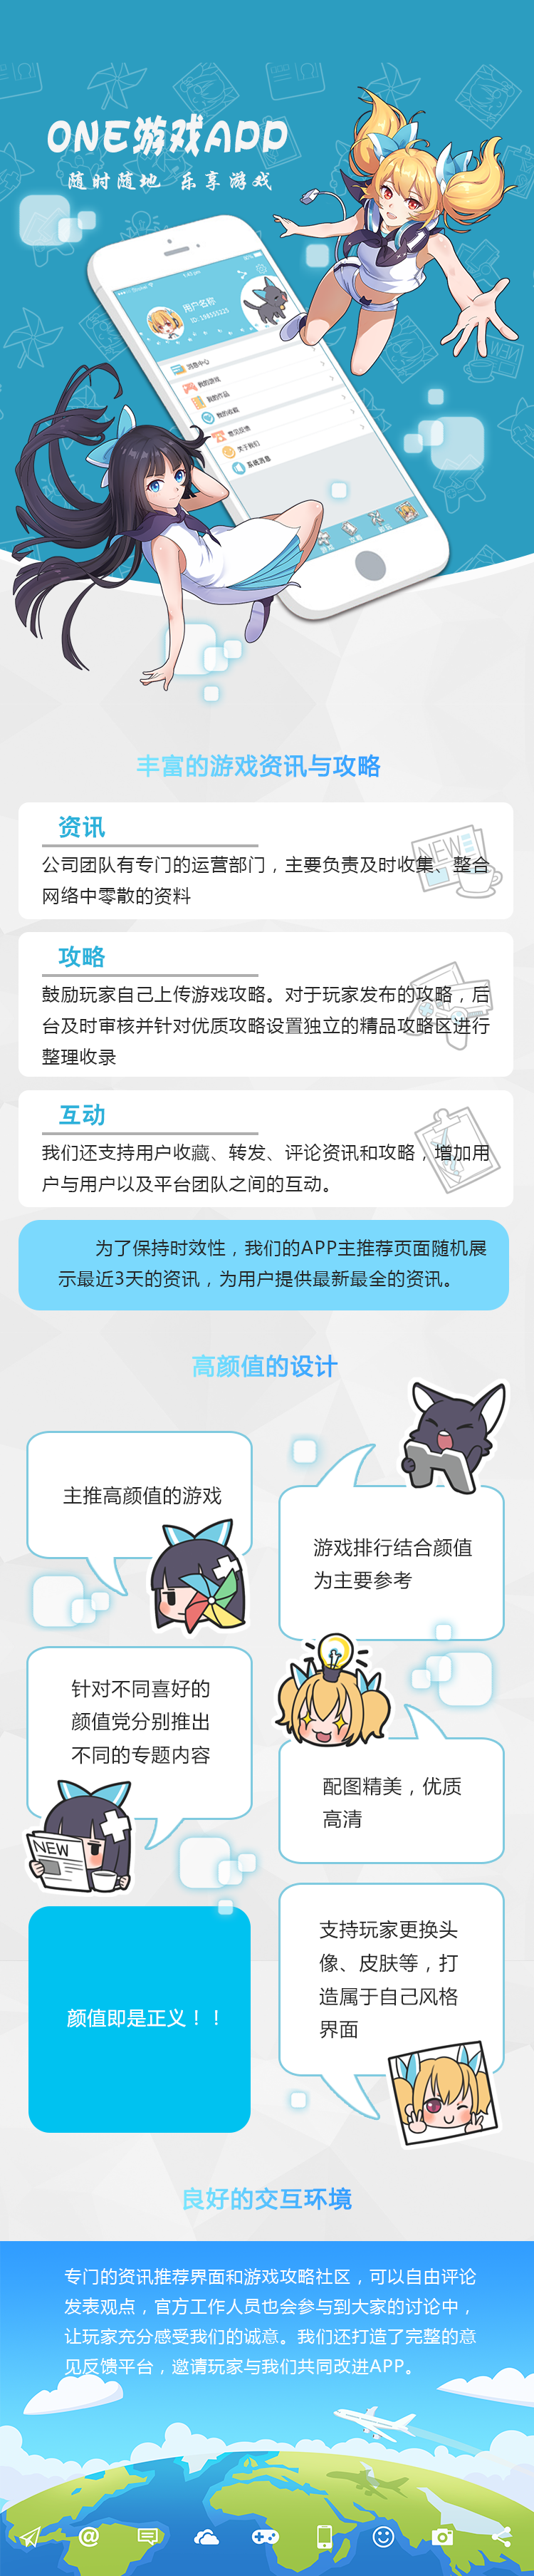 ONE游戏APP
随时随地 乐享游戏
5:43 pm
用户名称
ID:198155225
消息中心
我的游戏
我的作品
我的收藏
意见反馈
关于我们
系统消息
游戏
攻略
丰富的游戏资讯与攻略
资讯
NEW
公司团队有专门的运营部门，主要负责及时收集、整合
网络中零散的资料
攻略
鼓励玩家自己上传游戏攻略。对于玩家发布的攻略，后
台及时审核并针对优质攻略设置独立的精品攻略区进行
整理收录
互动
我们还支持用户收藏、转发、评论资讯和攻略，增加用
户与用户以及平台团队之间的互动。
为了保持时效性，我们的APP主推荐页面随机展
示最近3天的资讯，为用户提供最新最全的资讯。
高颜值的设计
主推高颜值的游戏
游戏排行结合颜值
为主要参考
针对不同喜好的
颜值党分别推出
不同的专题内容
配图精美，优质
高清
NEW
支持玩家更换头
像、皮肤等，打
造属于自己风格
界面
颜值即是正义！！
良好的交互环境
专门的资讯推荐界面和游戏攻略社区，可以自由评论
发表观点，官方工作人员也会参与到大家的讨论中，
让玩家充分感受我们的诚意。我们还打造了完整的意
见反馈平台，邀请玩家与我们共同改进APP。